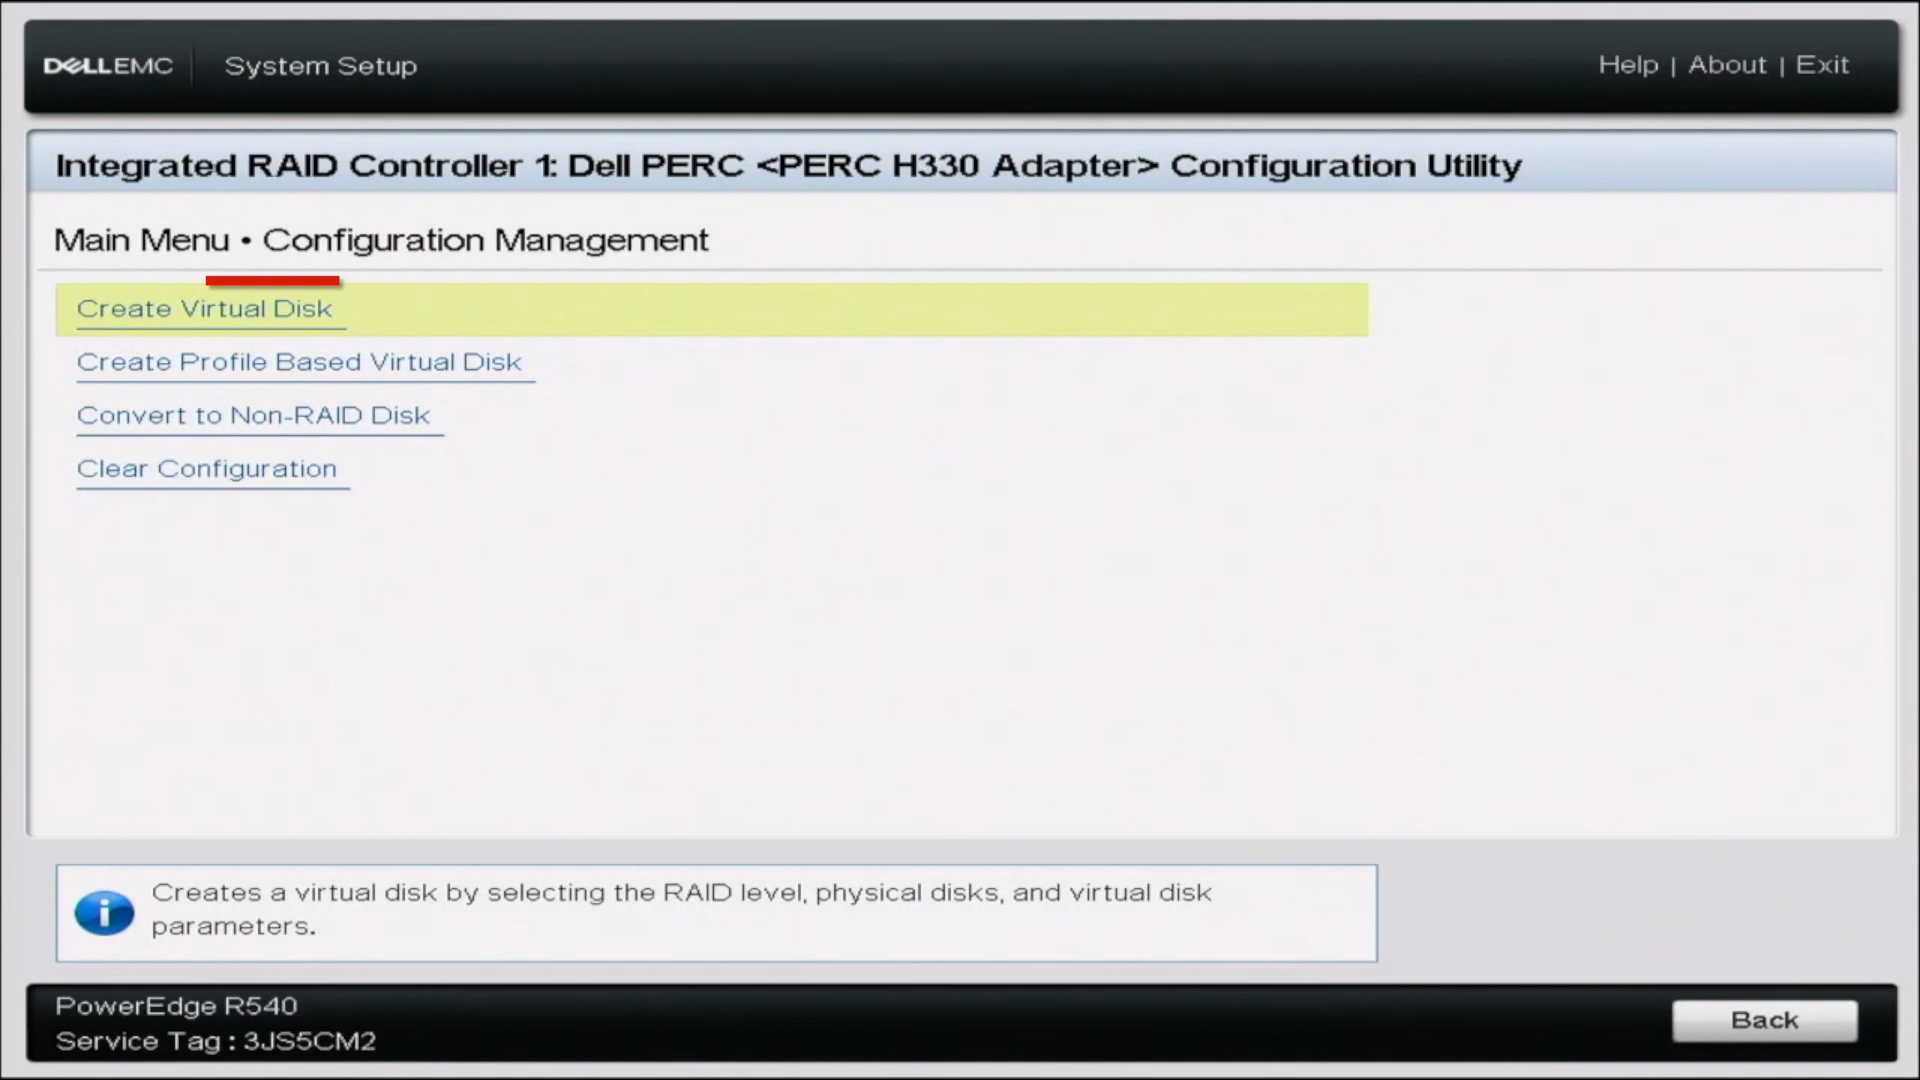 DELLEMC System Setup Help | About | Exit
Integrated RAID Controller 1: Dell PERC <PERC H330 Adapter> Configuration Utility
Main Menu • Configuration Management
Create Virtual Disk
Create Profile Based Virtual Disk
Convert to Non-RAID Disk
Clear Configuration
Creates a virtual disk by selecting the RAID level, physical disks, and virtual disk
parameters.
PowerEdge R540
Service Tag : 3JS5CM2
Back